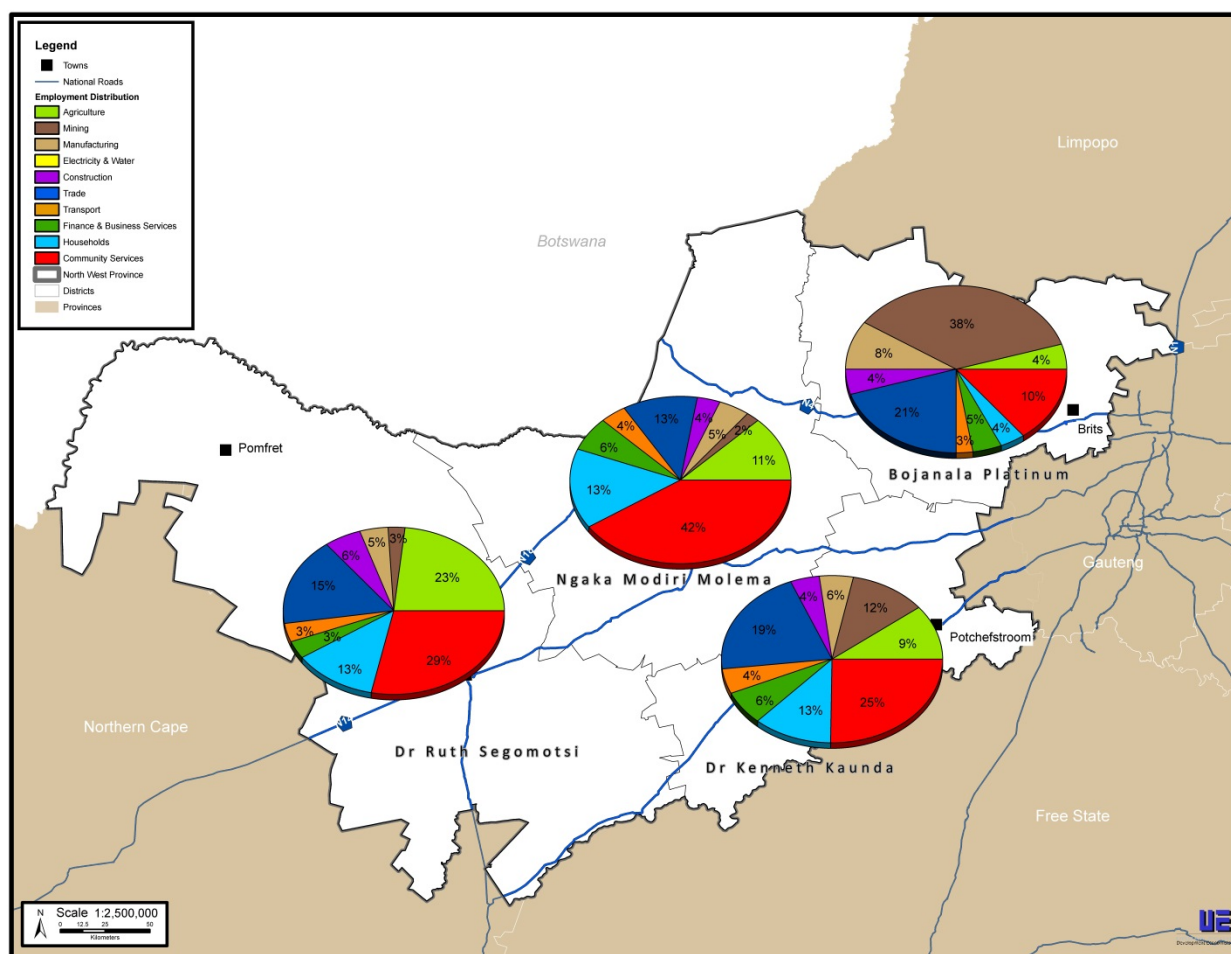 Legend
Towns
National Roads
Employment Distribution
Agriculture
Mining
Manufacturing
Electricity & Water
Construction
Trade
Transport
Finance & Business Services
Households
Community Services
North West Province
Districts
Provinces
Limpopo
Botswana
38%
4%
8%
4%
10%
21%
3%
5%
4%
Brits
Bojanala Platinum
Pomfret
4%
13%
4%
5%
2%
6%
11%
13%
42%
Ngaka Modiri Molema
Gauteng
6%
5%
3%
15%
23%
3%
3%
13%
29%
4%
6%
12%
19%
9%
4%
6%
13%
25%
Potchefstroom
Northern Cape
Dr Ruth Segomotsi
Dr Kenneth Kaunda
Free State
N
Scale 1:2,500,000
0 12.5 25 50
Kilometers